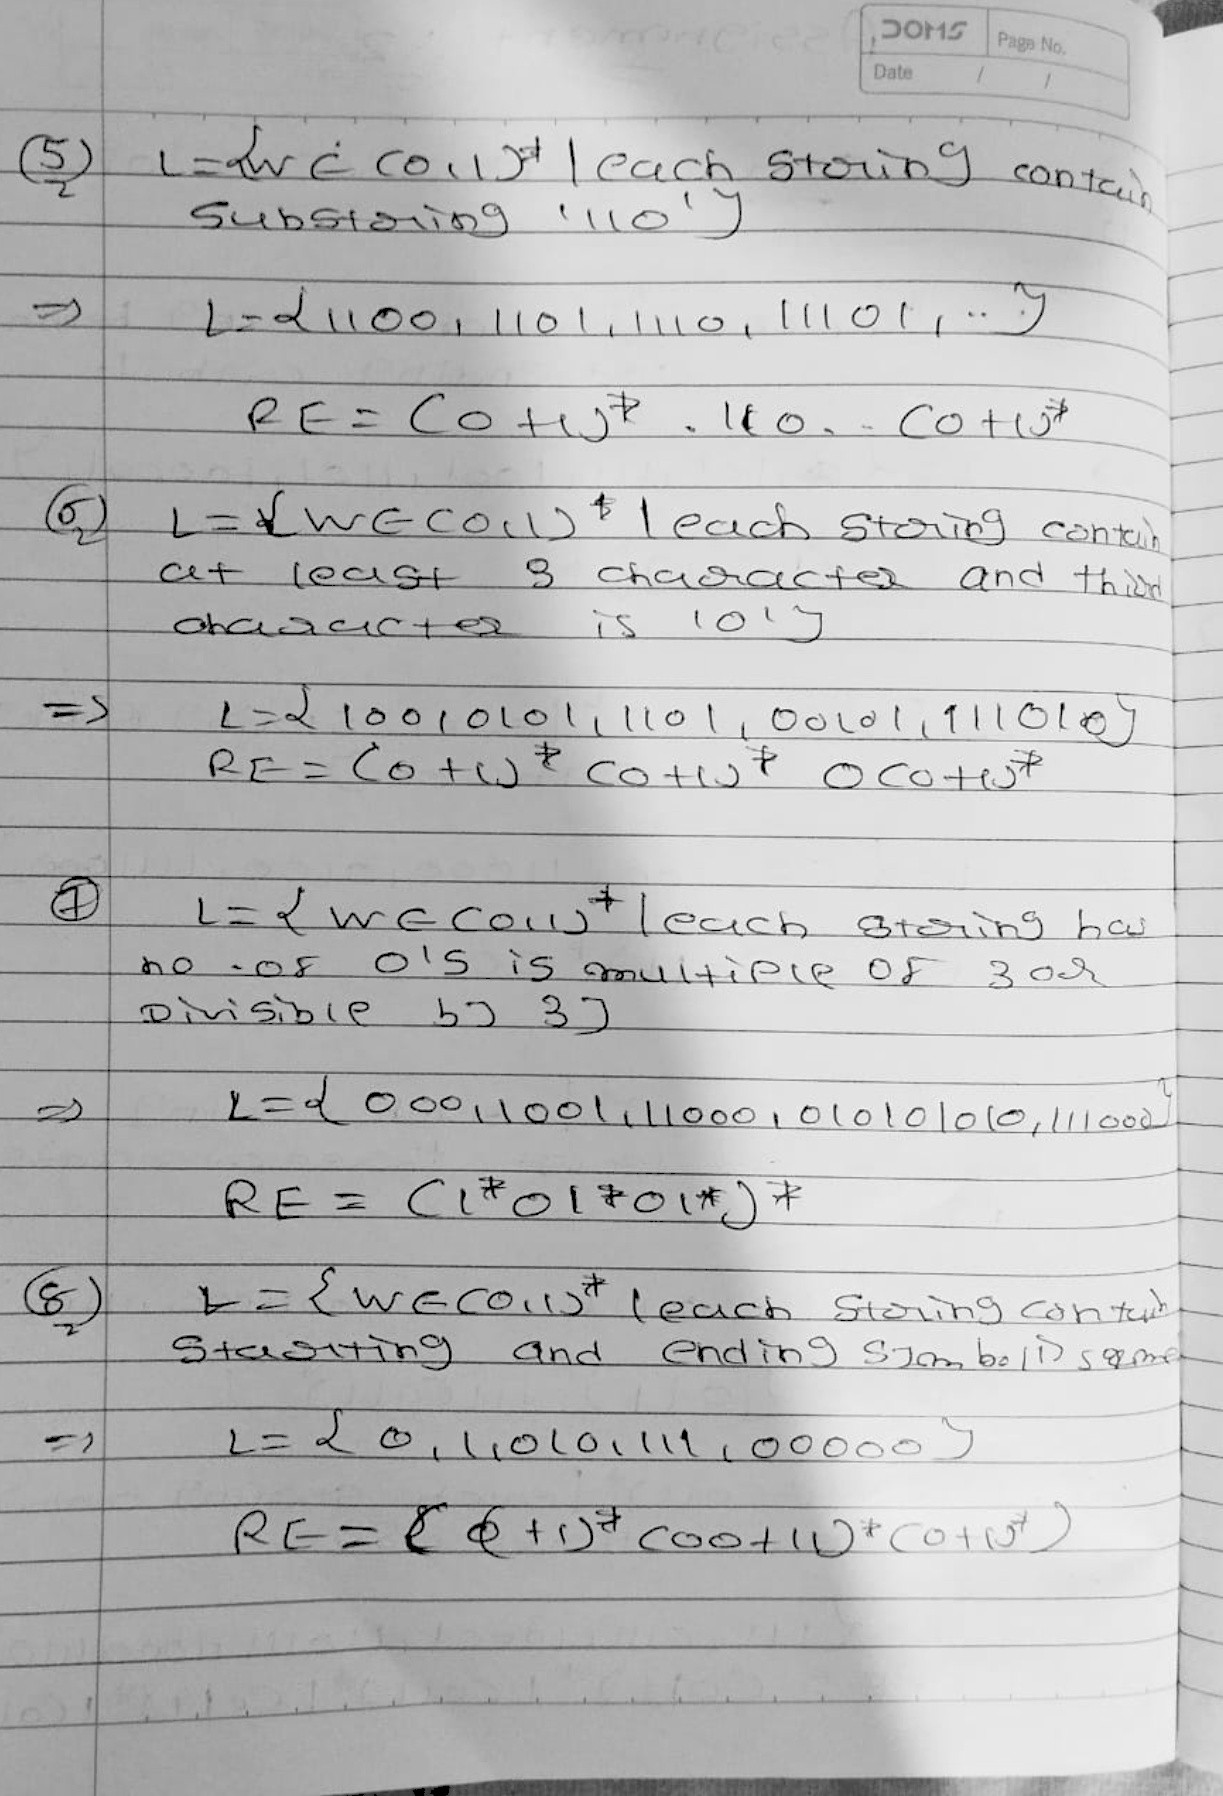 DOMS
Page No.
Date / /
(5) L={w ∈ (0,1)* | each string contain
substring '110'}
=> L={1100, 1101, 1110, 11101, ..}
RE = (0+1)* . 110 .. (0+1)*
(6) L={w∈(0,1)* | each string contain
at least 3 character and third
character is '0'}
=> L={10010101, 1101, 00101, 1111010}
RE = (0+1)* (0+1)* 0(0+1)*
(7) L={w∈(0,1)* | each string has
no. of 0's is multiple of 3 or
Divisible by 3}
=> L={000, 11001, 11000, 010101010, 111000}
RE = (1*01*01*)*
(8) L={w∈(0,1)* | each string contain
starting and ending symbol is same
=> L={0, 1, 010, 111, 00000}
RE = ((0+1)* (00+11)* (0+1)*)